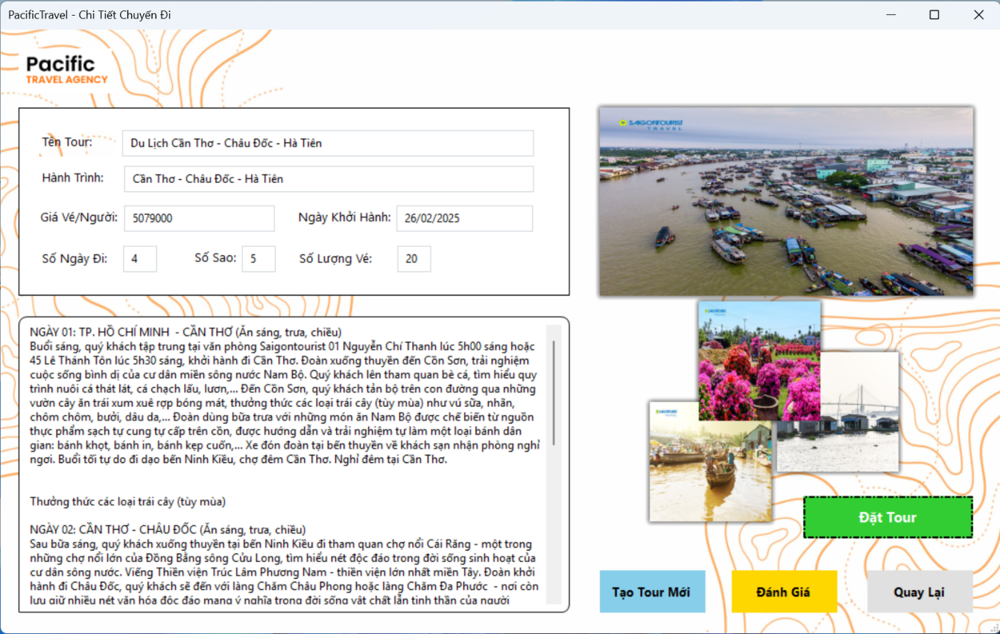 PacificTravel - Chi Tiết Chuyến Đi
Pacific
TRAVEL AGENCY
Tên Tour: Du Lịch Cần Thơ - Châu Đốc - Hà Tiên
Hành Trình: Cần Thơ - Châu Đốc - Hà Tiên
Giá Vé/Người: 5079000 Ngày Khởi Hành: 26/02/2025
Số Ngày Đi: 4 Số Sao: 5 Số Lượng Vé: 20
NGÀY 01: TP. HỒ CHÍ MINH - CẦN THƠ (Ăn sáng, trưa, chiều)
Buổi sáng, quý khách tập trung tại văn phòng Saigontourist 01 Nguyễn Chí Thanh lúc 5h00 sáng hoặc
45 Lê Thánh Tôn lúc 5h30 sáng, khởi hành đi Cần Thơ. Đoàn xuống thuyền đến Cồn Sơn, trải nghiệm
cuộc sống bình dị của cư dân miền sông nước Nam Bộ. Quý khách lên tham quan bè cá, tìm hiểu quy
trình nuôi cá thát lát, cá chạch lấu, lươn,... Đến Cồn Sơn, quý khách tản bộ trên con đường qua những
vườn cây ăn trái xum xuê rợp bóng mát, thưởng thức các loại trái cây (tùy mùa) như vú sữa, nhãn,
chôm chôm, bưởi, dâu da,... Đoàn dùng bữa trưa với những món ăn Nam Bộ được chế biến từ nguồn
thực phẩm sạch tự cung tự cấp trên cồn, được hướng dẫn và trải nghiệm tự làm một loại bánh dân
gian: bánh khọt, bánh in, bánh kẹp cuốn,... Xe đón đoàn tại bến thuyền về khách sạn nhận phòng nghỉ
ngơi. Buổi tối tự do đi dạo bến Ninh Kiều, chợ đêm Cần Thơ. Nghỉ đêm tại Cần Thơ.
Thưởng thức các loại trái cây (tùy mùa)
NGÀY 02: CẦN THƠ - CHÂU ĐỐC (Ăn sáng, trưa, chiều)
Sau bữa sáng, quý khách xuống thuyền tại bến Ninh Kiều đi tham quan chợ nổi Cái Răng - một trong
những chợ nổi lớn của Đồng Bằng sông Cửu Long, tìm hiểu nét độc đáo trong đời sống sinh hoạt của
cư dân sông nước. Viếng Thiền viện Trúc Lâm Phương Nam - thiền viện lớn nhất miền Tây. Đoàn khởi
hành đi Châu Đốc, quý khách sẽ đến với làng Chăm Châu Phong hoặc làng Chăm Đa Phước - nơi còn
lưu giữ nhiều nét văn hóa độc đáo mang ý nghĩa trong đời sống vật chất lẫn tinh thần của người
SAIGONTOURIST
TRAVEL
SAIGONTOURIST
TRAVEL
SAIGONTOURIST
TRAVEL
Đặt Tour
Tạo Tour Mới
Đánh Giá
Quay Lại